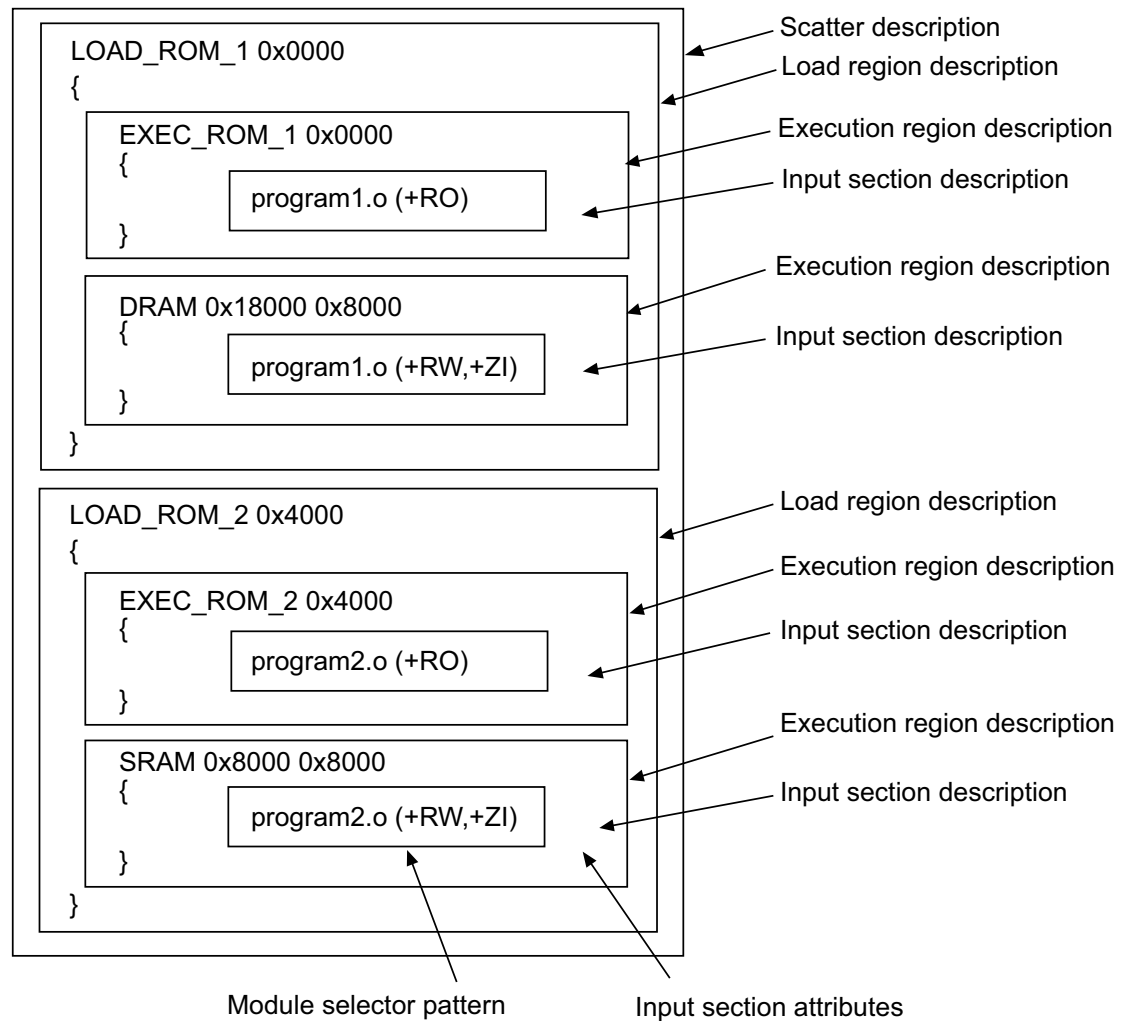 Scatter description
LOAD_ROM_1 0x0000
Load region description
{
EXEC_ROM_1 0x0000
Execution region description
{
program1.o (+RO)
Input section description
}
DRAM 0x18000 0x8000
Execution region description
{
program1.o (+RW,+ZI)
Input section description
}
}
LOAD_ROM_2 0x4000
Load region description
{
EXEC_ROM_2 0x4000
Execution region description
{
program2.o (+RO)
Input section description
}
SRAM 0x8000 0x8000
Execution region description
{
program2.o (+RW,+ZI)
Input section description
}
}
Module selector pattern
Input section attributes